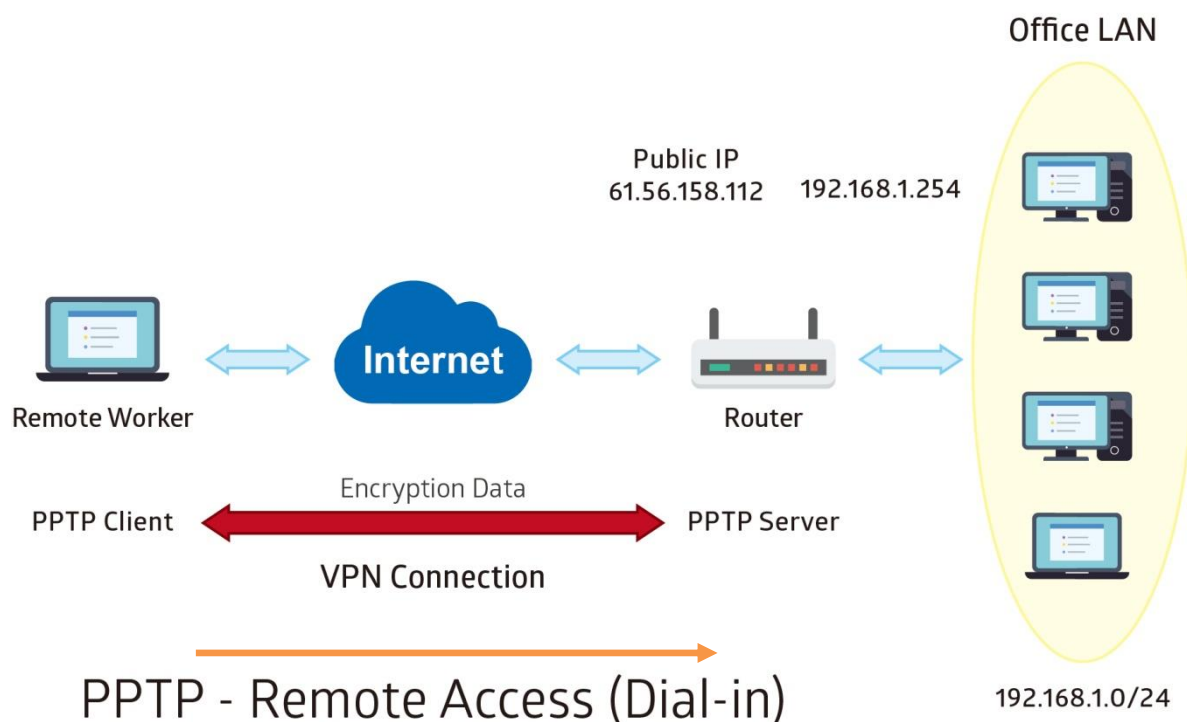 Office LAN
Public IP
61.56.158.112
192.168.1.254
Internet
Remote Worker
Router
Encryption Data
PPTP Client
PPTP Server
VPN Connection
PPTP - Remote Access (Dial-in)
192.168.1.0/24